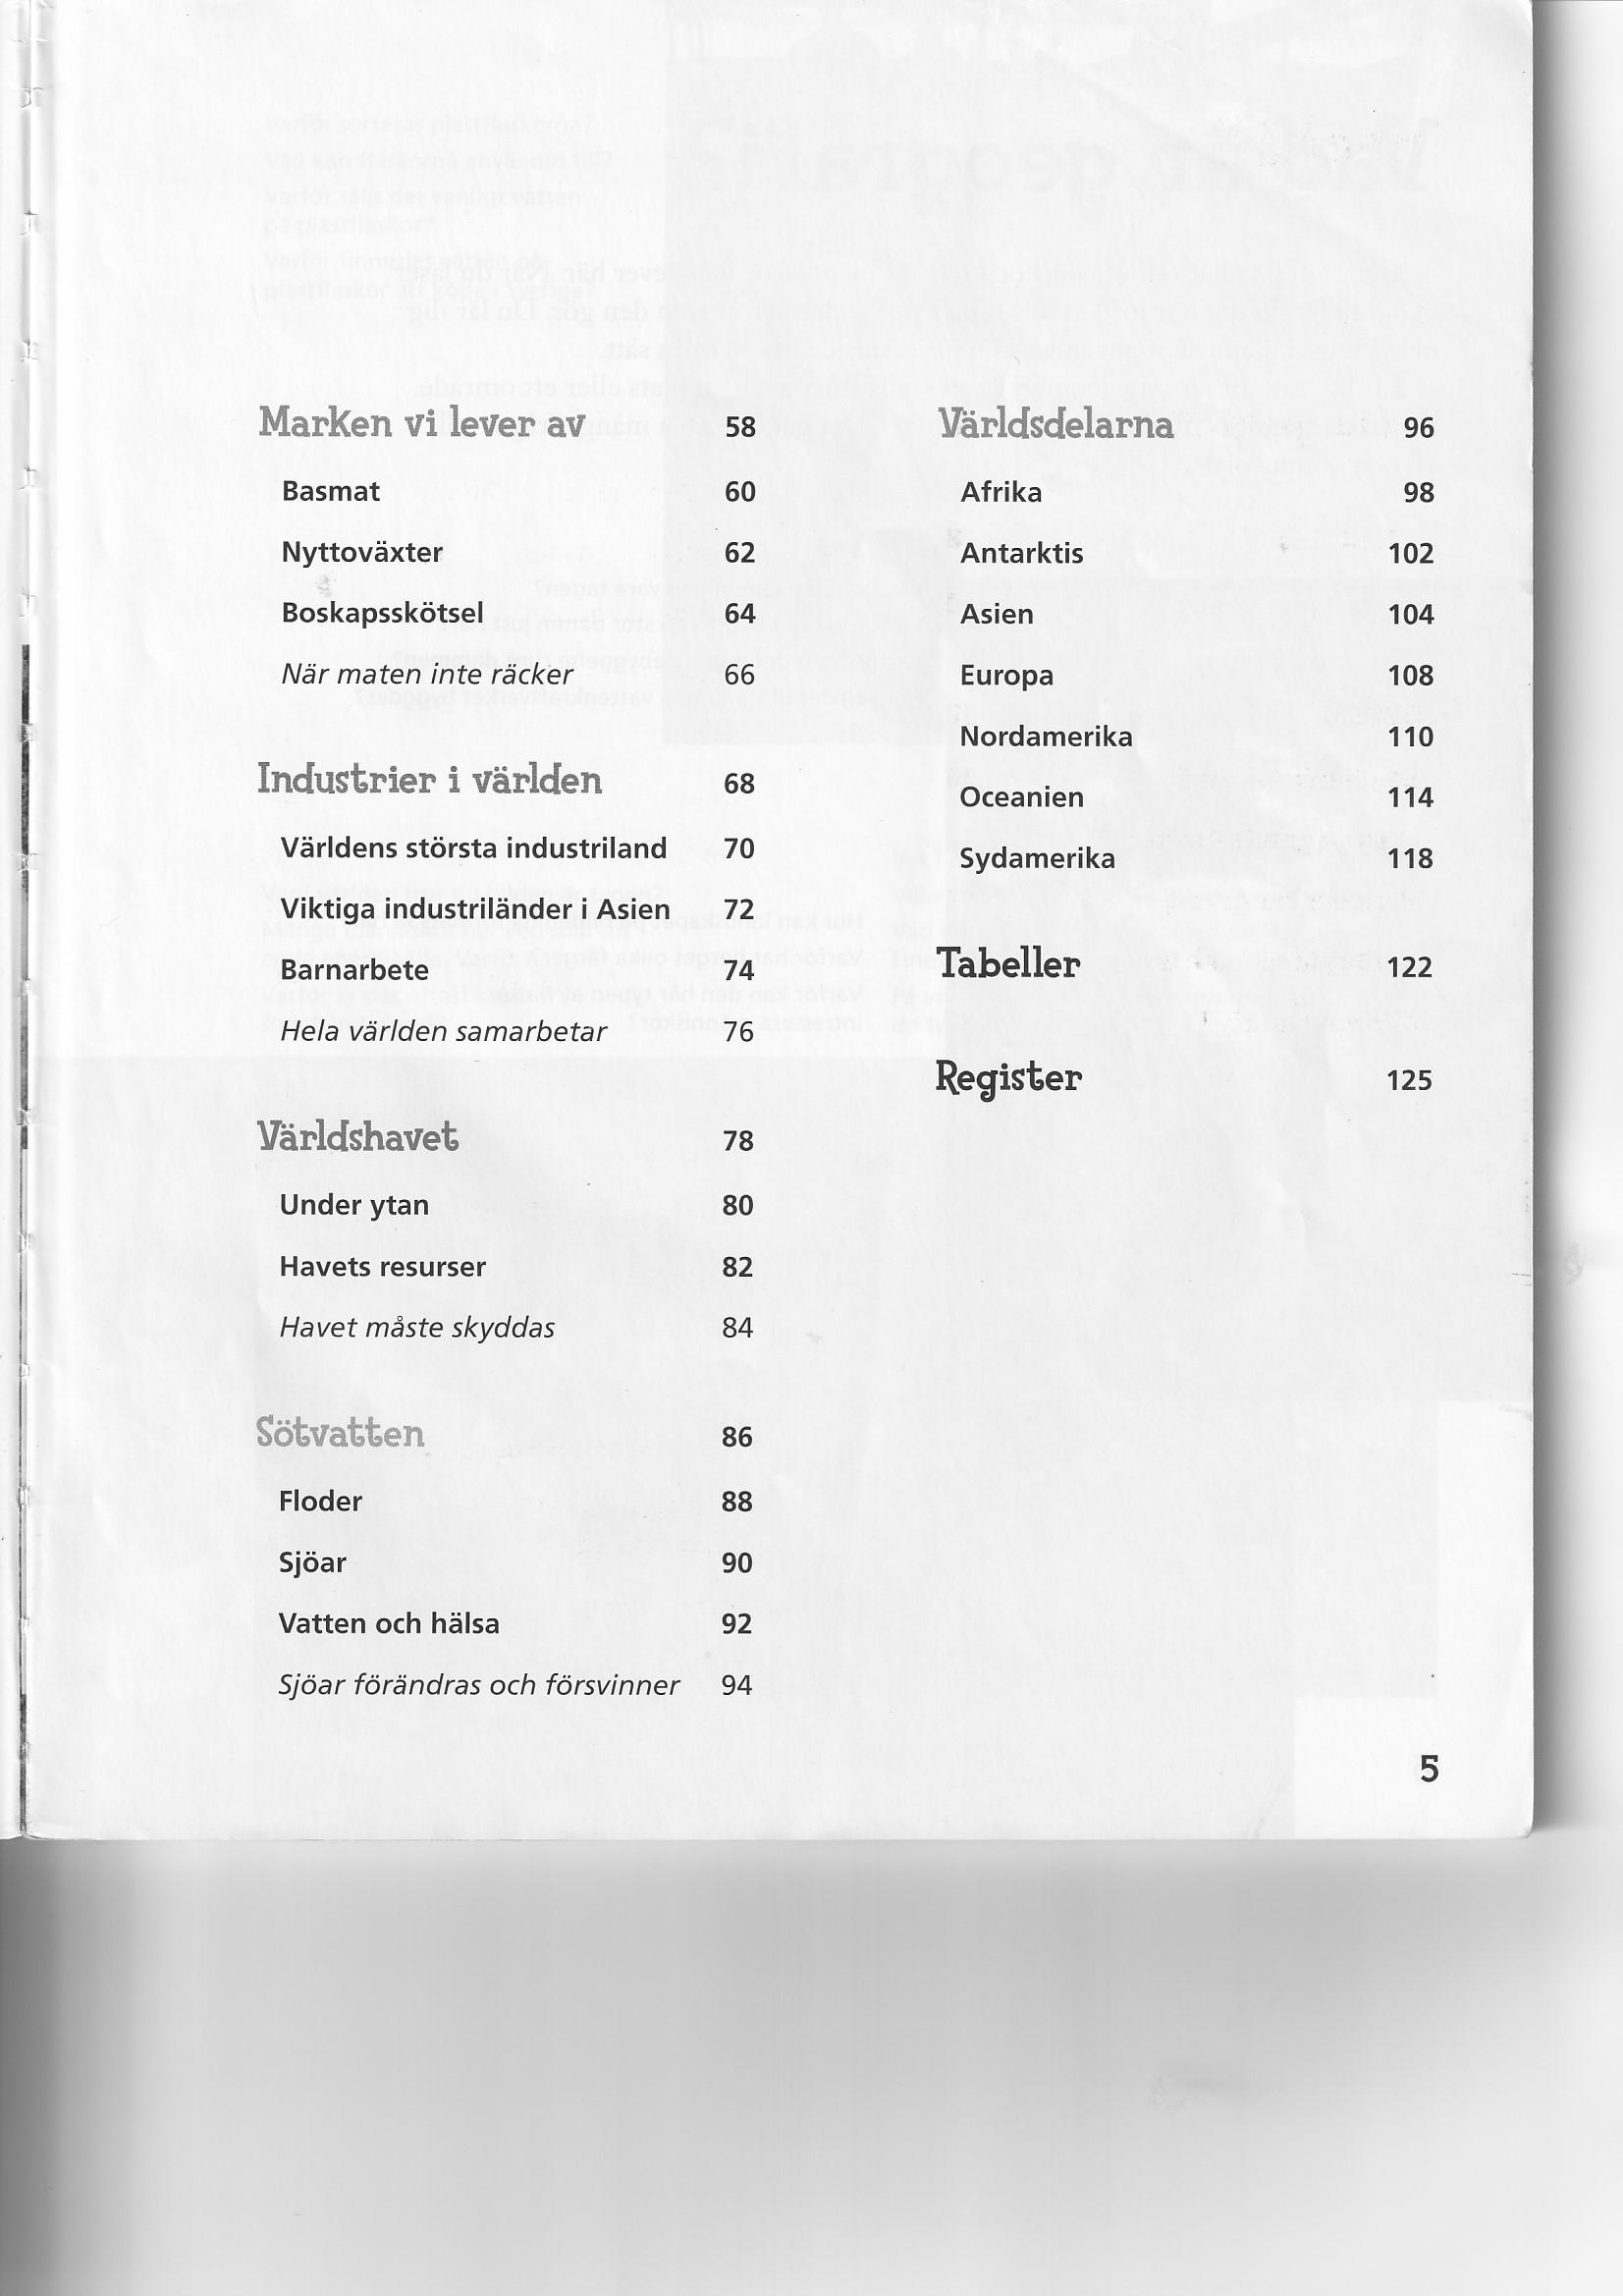 Marken vi lever av 58
Basmat 60
Nyttoväxter 62
Boskapsskötsel 64
När maten inte räcker 66
Industrier i världen 68
Världens största industriland 70
Viktiga industriländer i Asien 72
Barnarbete 74
Hela världen samarbetar 76
Världshavet 78
Under ytan 80
Havets resurser 82
Havet måste skyddas 84
Sötvatten 86
Floder 88
Sjöar 90
Vatten och hälsa 92
Sjöar förändras och försvinner 94
Världsdelarna 96
Afrika 98
Antarktis 102
Asien 104
Europa 108
Nordamerika 110
Oceanien 114
Sydamerika 118
Tabeller 122
Register 125
5